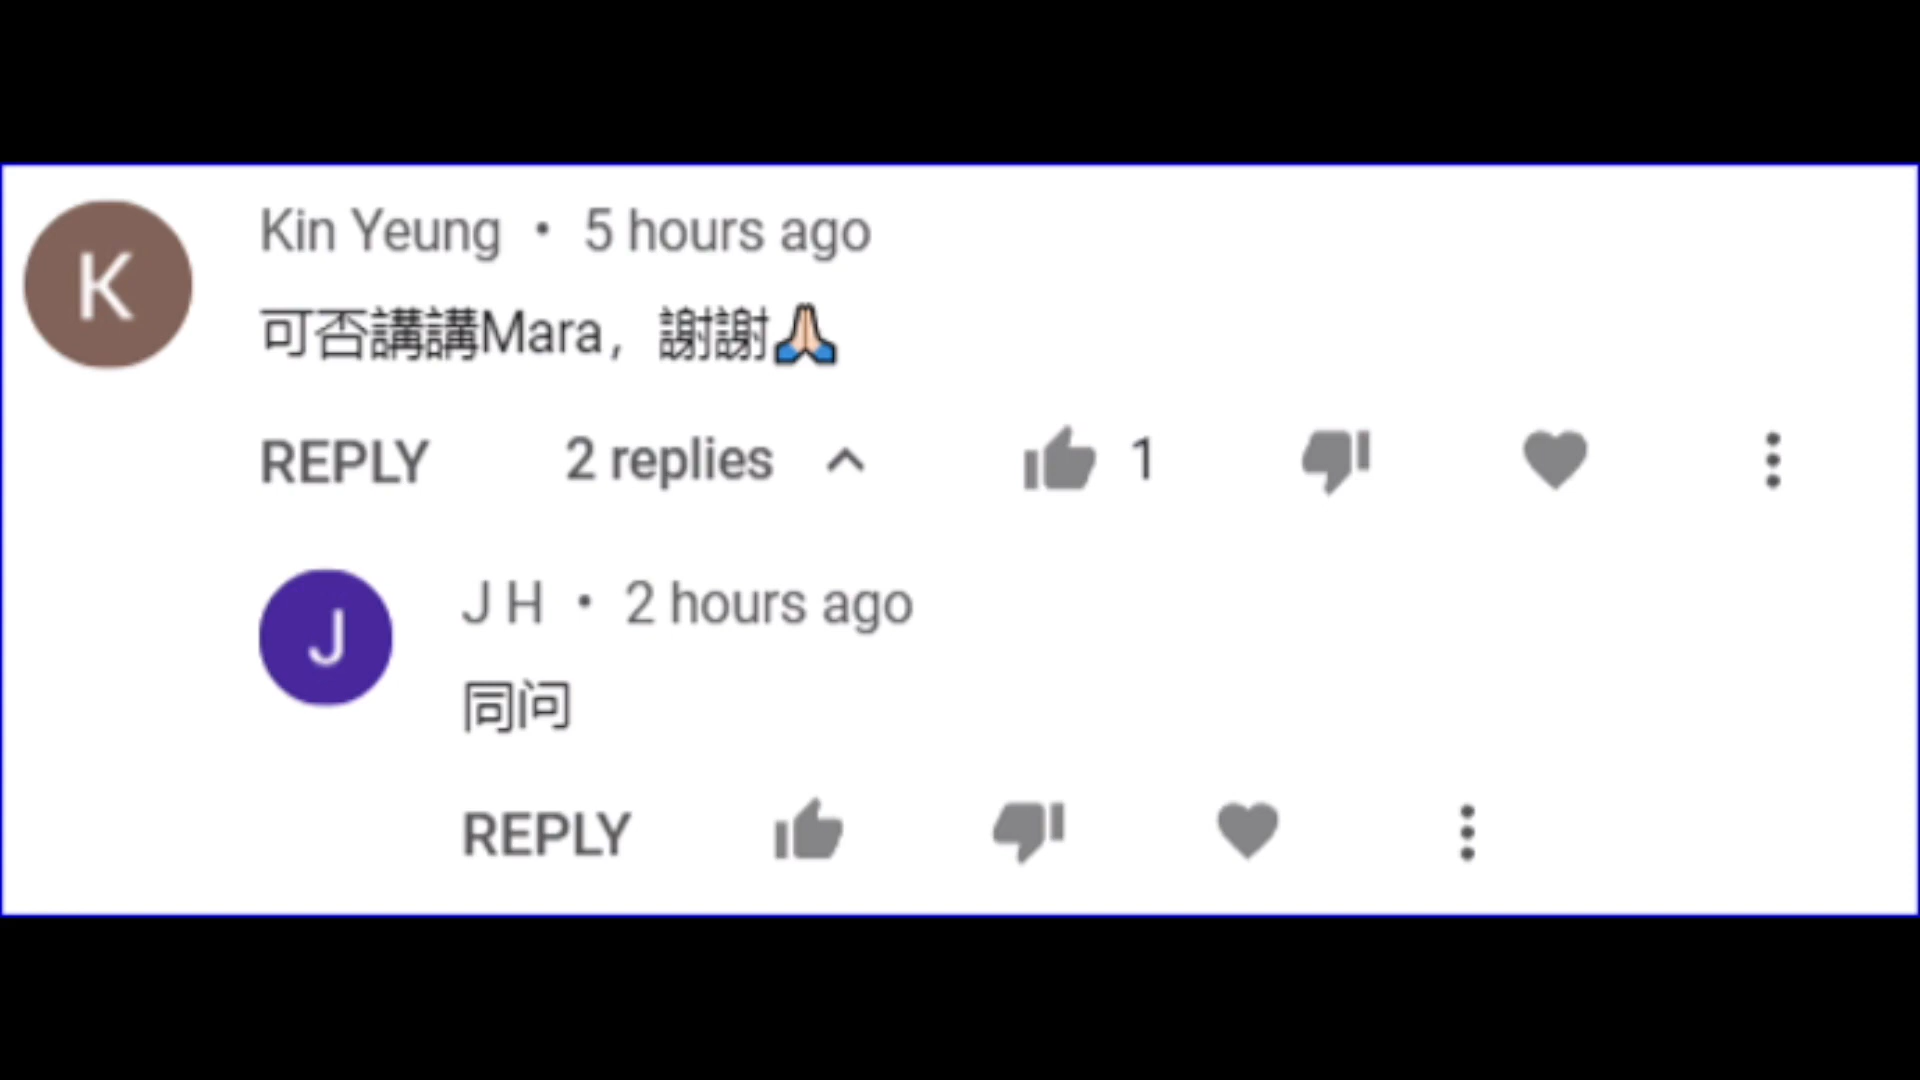 K
Kin Yeung • 5 hours ago
可否講講Mara，謝謝🙏🏻
REPLY 2 replies 1
J
J H • 2 hours ago
同问
REPLY